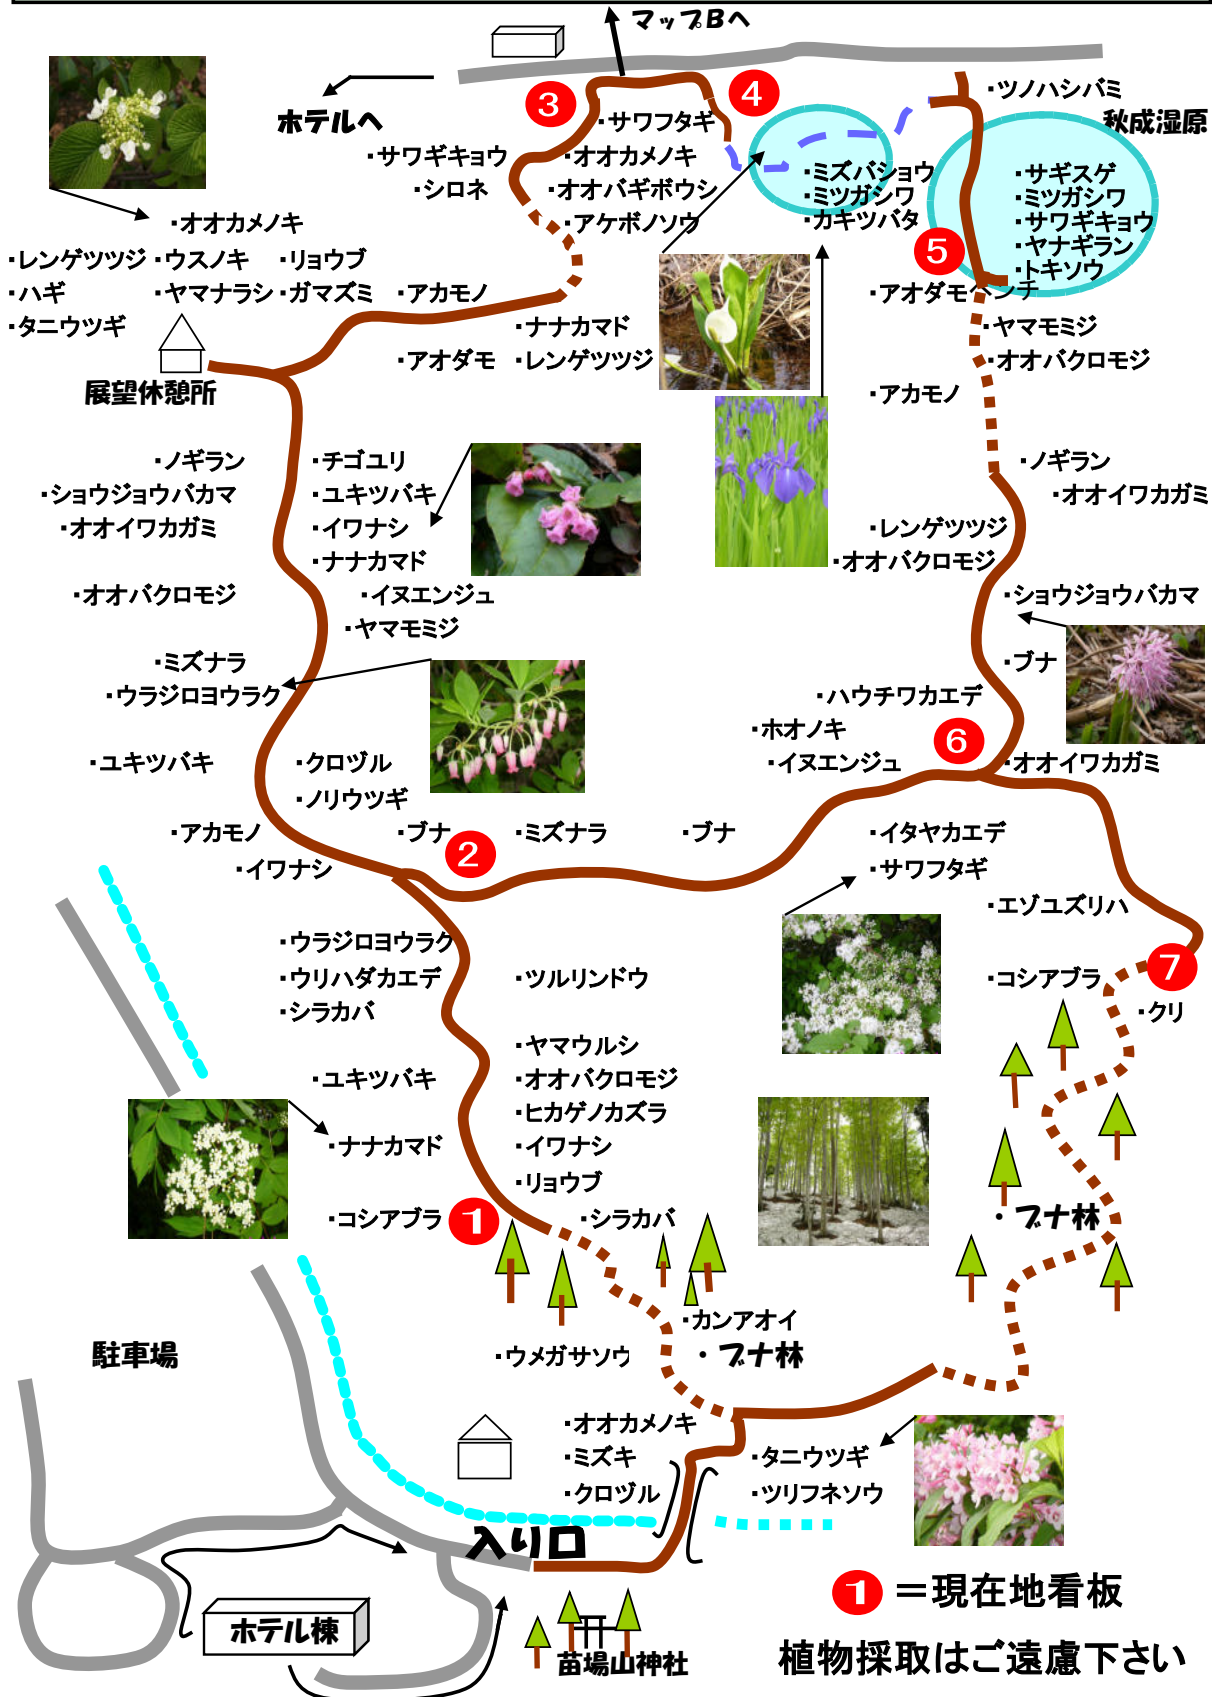 マップBへ
3
4
ホテルへ
・サワフタギ
・ツノハシバミ
秋成湿原
・サワギキョウ
・オオカメノキ
・シロネ
・オオバギボウシ
・アケボノソウ
・ミズバショウ
・ミツガシワ
・カキツバタ
・サギスゲ
・ミツガシワ
・サワギキョウ
・ヤナギラン
・トキソウ
5
・オオカメノキ
・レンゲツツジ
・ウスノキ
・リョウブ
・ハギ
・ヤマナラシ
・ガマズミ
・アカモノ
・タニウツギ
・ナナカマド
・アオダモ
・レンゲツツジ
展望休憩所
・アオダモ
ベンチ
・ヤマモミジ
・オオバクロモジ
・アカモノ
・ノギラン
・チゴユリ
・ショウジョウバカマ
・ユキツバキ
・オオイワカガミ
・イワナシ
・ナナカマド
・ノギラン
・オオイワカガミ
・レンゲツツジ
・オオバクロモジ
・オオバクロモジ
・イヌエンジュ
・ヤマモミジ
・ショウジョウバカマ
・ミズナラ
・ウラジロヨウラク
・ブナ
・ハウチワカエデ
・ホオノキ
6
・イヌエンジュ
・オオイワカガミ
・ユキツバキ
・クロヅル
・ノリウツギ
・アカモノ
・ブナ
2
・ミズナラ
・ブナ
・イタヤカエデ
・イワナシ
・サワフタギ
・エゾユズリハ
・ウラジロヨウラク
・ウリハダカエデ
・ツルリンドウ
・コシアブラ
7
・シラカバ
・クリ
・ヤマウルシ
・ユキツバキ
・オオバクロモジ
・ヒカゲノカズラ
・ナナカマド
・イワナシ
・リョウブ
・コシアブラ
1
・シラカバ
・ブナ林
・カンアオイ
駐車場
・ウメガサソウ
・ブナ林
・オオカメノキ
・ミズキ
・クロヅル
・タニウツギ
・ツリフネソウ
入り口
1 ＝現在地看板
ホテル棟
苗場山神社
植物採取はご遠慮下さい